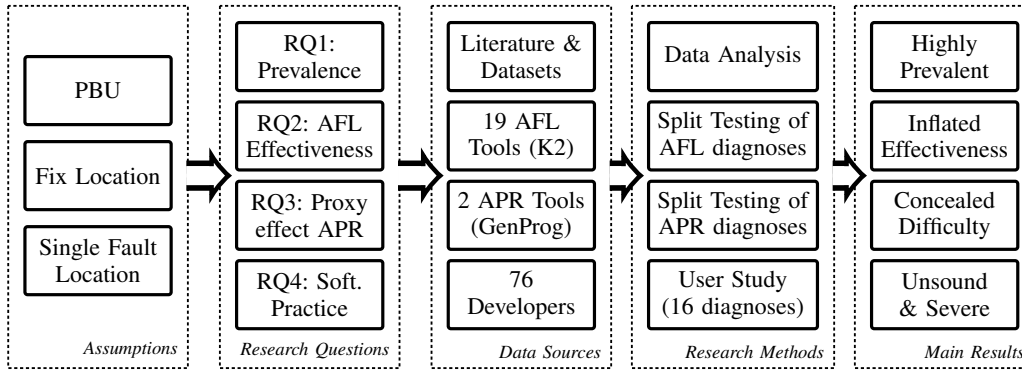 PBU
Fix Location
Single Fault
Location
Assumptions
RQ1:
Prevalence
RQ2: AFL
Effectiveness
RQ3: Proxy
effect APR
RQ4: Soft.
Practice
Research Questions
Literature &
Datasets
19 AFL
Tools (K2)
2 APR Tools
(GenProg)
76
Developers
Data Sources
Data Analysis
Split Testing of
AFL diagnoses
Split Testing of
APR diagnoses
User Study
(16 diagnoses)
Research Methods
Highly
Prevalent
Inflated
Effectiveness
Concealed
Difficulty
Unsound
& Severe
Main Results